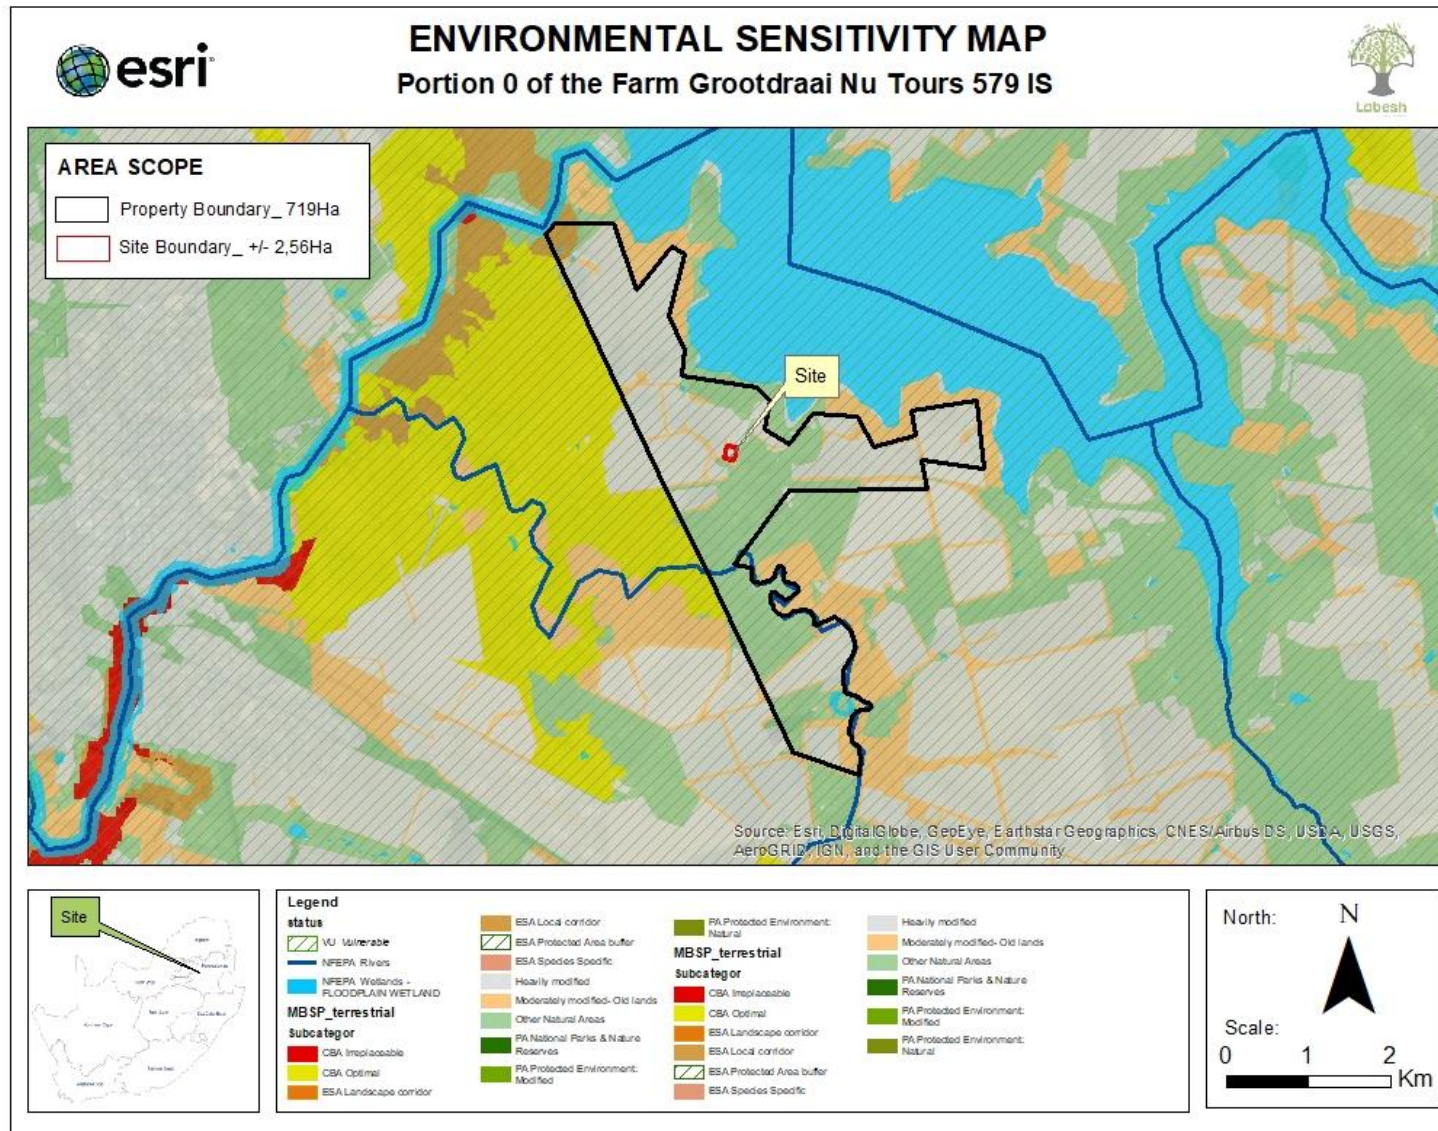 esri
ENVIRONMENTAL SENSITIVITY MAP
Portion 0 of the Farm Grootdraai Nu Tours 579 IS
Lobesh
AREA SCOPE
Property Boundary_ 719Ha
Site Boundary_ +/- 2,56Ha
Site
Source: Esri, DigitalGlobe, GeoEye, Earthstar Geographics, CNES/Airbus DS, USDA, USGS,
AeroGRID, IGN, and the GIS User Community
Site
Legend
status
VU Vulnerable
NFEPA Rivers
NFEPA Wetlands -
FLOODPLAIN WETLAND
MBSP_terrestrial
Subcategor
CBA Irreplaceable
CBA Optimal
ESA Landscape corridor
ESA Local corridor
ESA Protected Area buffer
ESA Species Specific
Heavily modified
Moderately modified- Old lands
Other Natural Areas
PA National Parks & Nature
Reserves
PA Protected Environment:
Modified
PA Protected Environment:
Natural
MBSP_terrestrial
Subcategor
CBA Irreplaceable
CBA Optimal
ESA Landscape corridor
ESA Local corridor
ESA Protected Area buffer
ESA Species Specific
Heavily modified
Moderately modified- Old lands
Other Natural Areas
PA National Parks & Nature
Reserves
PA Protected Environment:
Modified
PA Protected Environment:
Natural
North:
N
Scale:
0 1 2
Km